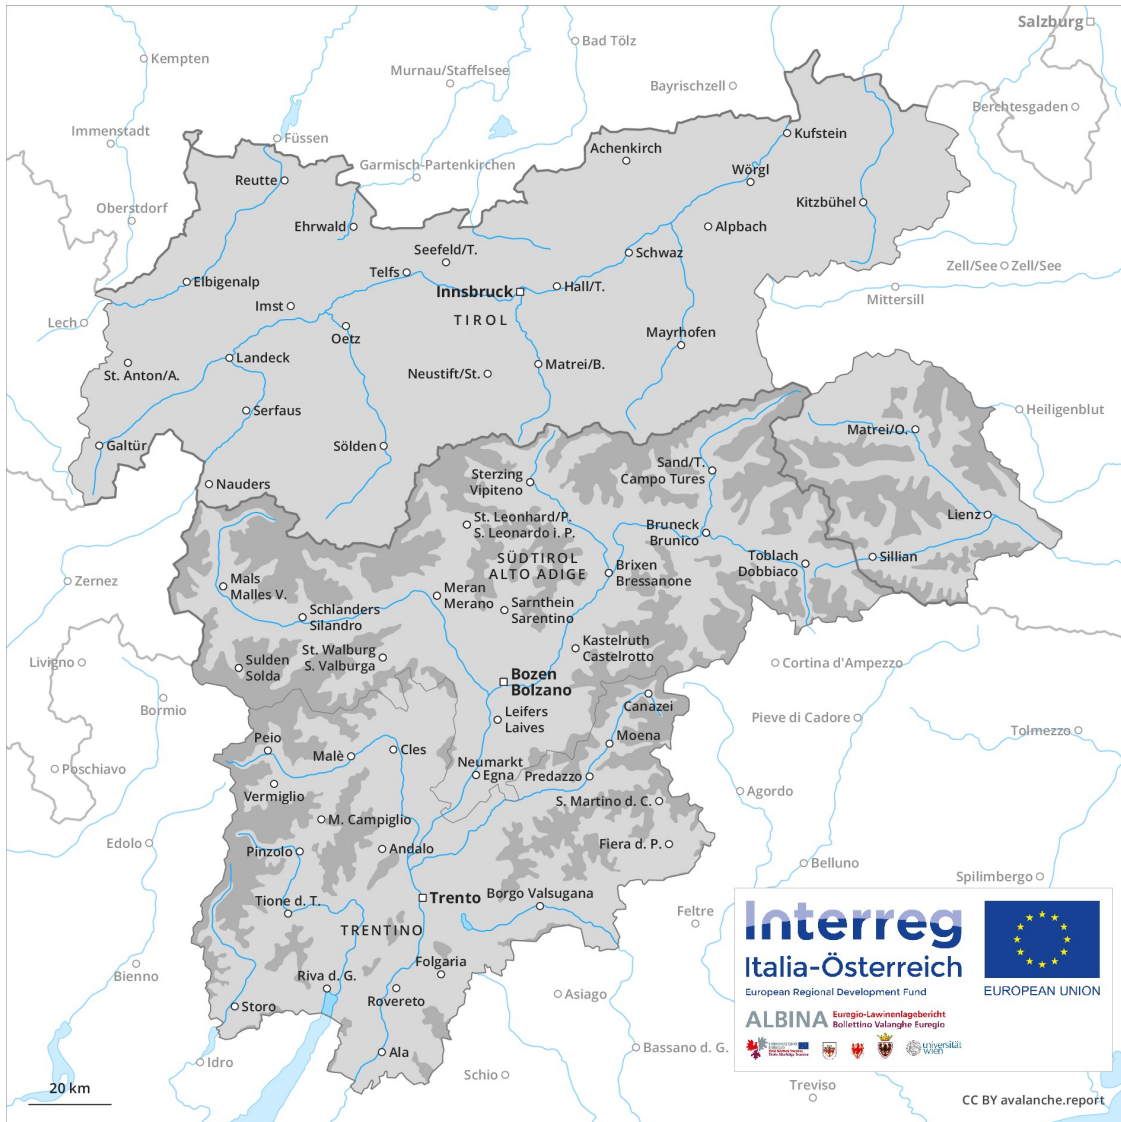 Salzburg
Bad Tölz
Kempten
Murnau/Staffelsee
Bayrischzell
Berchtesgaden
Immenstadt
Füssen
Kufstein
Achenkirch
Garmisch-Partenkirchen
Wörgl
Reutte
Oberstdorf
Kitzbühel
Ehrwald
Alpbach
Seefeld/T.
Schwaz
Telfs
Zell/See
Zell/See
Elbigenalp
Innsbruck
Hall/T.
Mittersill
Imst
TIROL
Lech
Oetz
Mayrhofen
Landeck
Matrei/B.
St. Anton/A.
Neustift/St.
Serfaus
Heiligenblut
Matrei/O.
Galtür
Sölden
Sand/T.
Campo Tures
Sterzing
Vipiteno
Nauders
St. Leonhard/P.
S. Leonardo i. P.
Lienz
Bruneck
Brunico
SÜDTIROL
ALTO ADIGE
Toblach
Dobbiaco
Sillian
Brixen
Bressanone
Zernez
Mals
Malles V.
Meran
Merano
Sarnthein
Sarentino
Schlanders
Silandro
Kastelruth
Castelrotto
St. Walburg
S. Valburga
Livigno
Sulden
Solda
Cortina d'Ampezzo
Bozen
Bolzano
Bormio
Canazei
Leifers
Laives
Pieve di Cadore
Tolmezzo
Peio
Moena
Malè
Cles
Neumarkt
Egna
Predazzo
Poschiavo
Vermiglio
Agordo
S. Martino d. C.
M. Campiglio
Edolo
Pinzolo
Andalo
Fiera d. P.
Belluno
Spilimbergo
Tione d. T.
Trento
Borgo Valsugana
Feltre
TRENTINO
Folgaria
Bienno
Riva d. G.
Rovereto
Asiago
Storo
Ala
Bassano d. G.
Idro
Schio
Treviso
Interreg
Italia-Österreich
European Regional Development Fund
EUROPEAN UNION
ALBINA
Euregio-Lawinenlagebericht
Bollettino Valanghe Euregio
universität
wien
20 km
CC BY avalanche.report